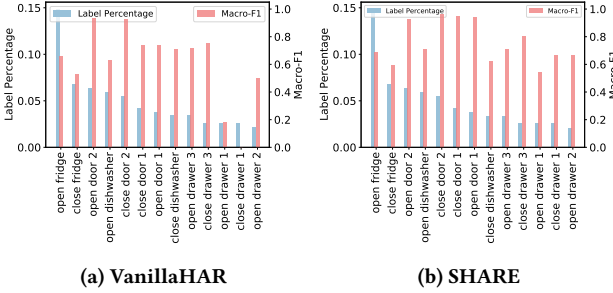 Label Percentage
Macro-F1
0.15
0.10
0.05
0.00
Label Percentage
1.0
0.8
0.6
0.4
0.2
0.0
Macro-F1
open fridge
close fridge
open door 2
open dishwasher
close door 2
close door 1
open door 1
close dishwasher
open drawer 3
close drawer 3
open drawer 1
close drawer 1
open drawer 2
(a) VanillaHAR
Label Percentage
Macro-F1
0.15
0.10
0.05
0.00
Label Percentage
1.0
0.8
0.6
0.4
0.2
0.0
Macro-F1
open fridge
close fridge
open door 2
open dishwasher
close door 2
close door 1
open door 1
close dishwasher
open drawer 3
close drawer 3
open drawer 1
close drawer 1
open drawer 2
(b) SHARE